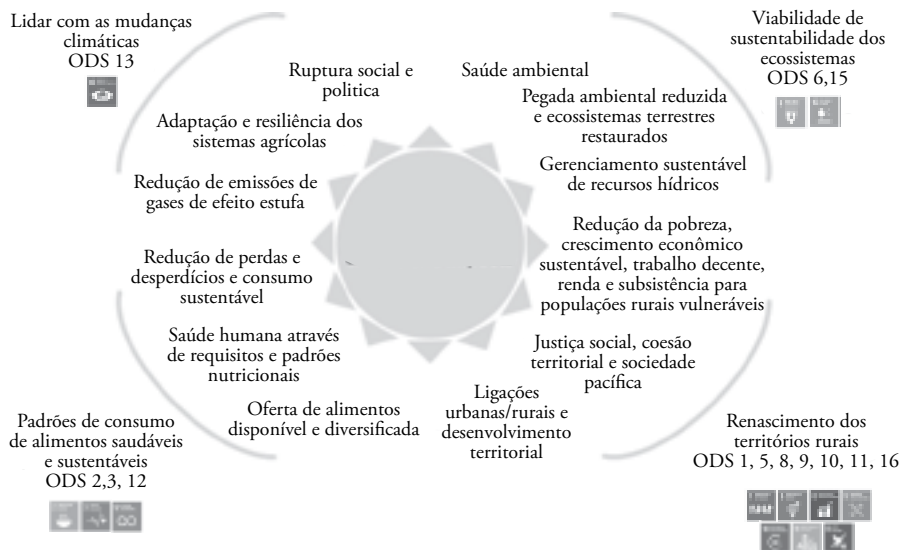 Lidar com as mudanças
climáticas
ODS 13
Viabilidade de
sustentabilidade dos
ecossistemas
ODS 6,15
Ruptura social e
politica
Saúde ambiental
Adaptação e resiliência dos
sistemas agrícolas
Pegada ambiental reduzida
e ecossistemas terrestres
restaurados
Redução de emissões de
gases de efeito estufa
Gerenciamento sustentável
de recursos hídricos
Redução de perdas e
desperdícios e consumo
sustentável
Redução da pobreza,
crescimento econômico
sustentável, trabalho decente,
renda e subsistência para
populações rurais vulneráveis
Saúde humana através
de requisitos e padrões
nutricionais
Justiça social, coesão
territorial e sociedade
pacífica
Oferta de alimentos
disponível e diversificada
Ligações
urbanas/rurais e
desenvolvimento
territorial
Padrões de consumo
de alimentos saudáveis
e sustentáveis
ODS 2,3, 12
Renascimento dos
territórios rurais
ODS 1, 5, 8, 9, 10, 11, 16